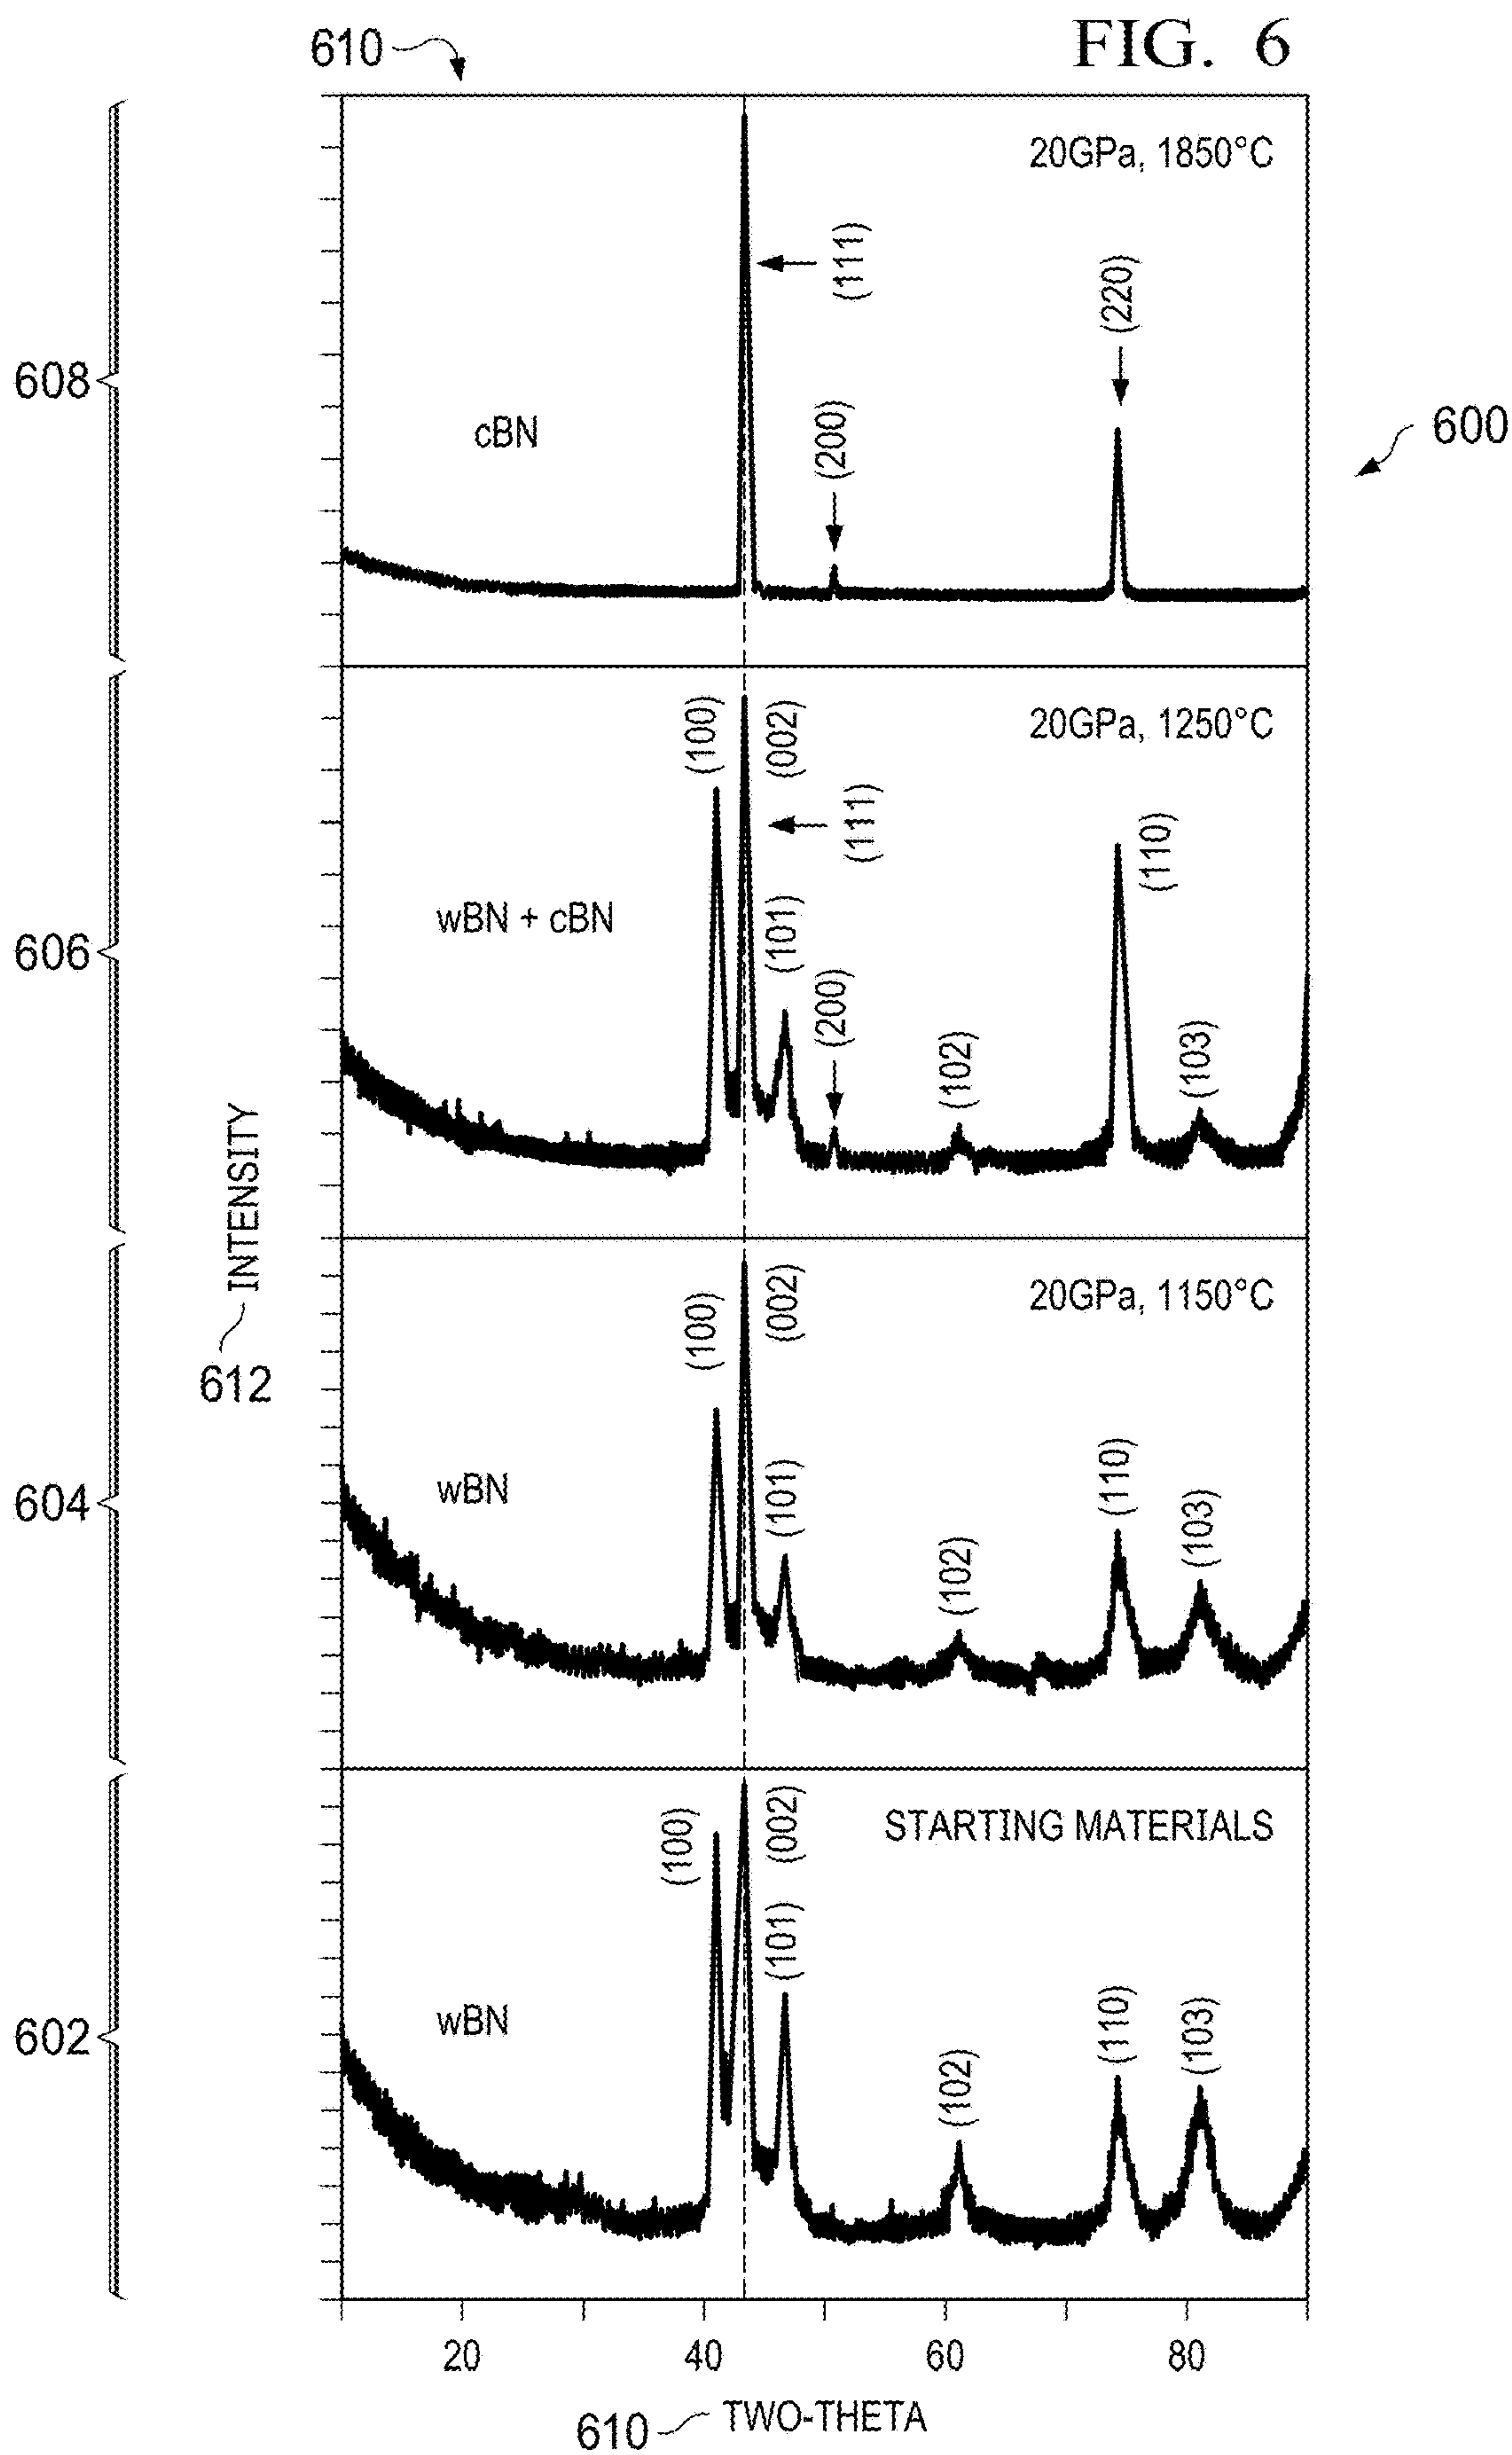 FIG. 6
610
608
20GPa, 1850°C
(111)
(220)
(200)
cBN
600
606
20GPa, 1250°C
(100)
(002)
(111)
(110)
(101)
wBN + cBN
(200)
(102)
(103)
INTENSITY
612
604
20GPa, 1150°C
(100)
(002)
(101)
(110)
(103)
(102)
wBN
602
STARTING MATERIALS
(100)
(002)
(101)
(110)
(103)
(102)
wBN
20 40 60 80
610 TWO-THETA